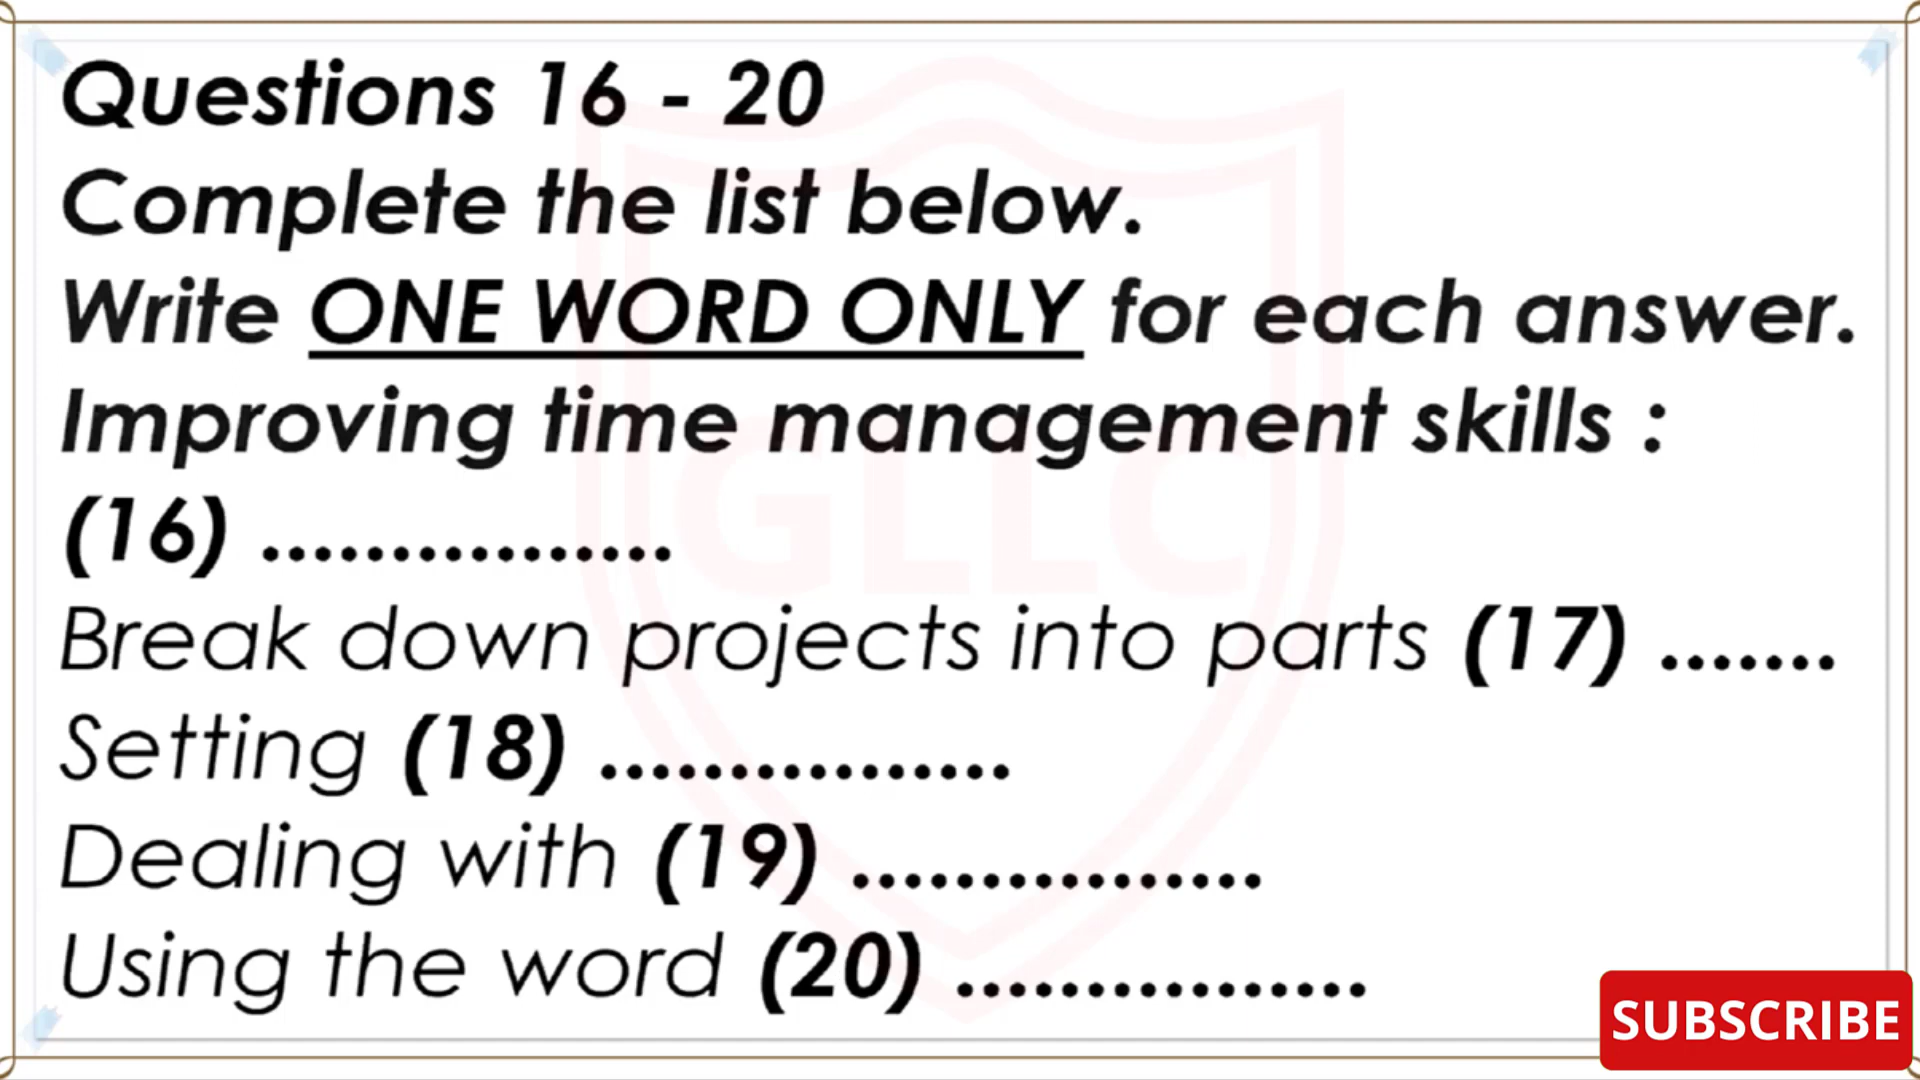 Questions 16 - 20
Complete the list below.
Write ONE WORD ONLY for each answer.
Improving time management skills :
(16) ................
Break down projects into parts (17) .......
Setting (18) ................
Dealing with (19) ................
Using the word (20) ................
GLLC
SUBSCRIBE